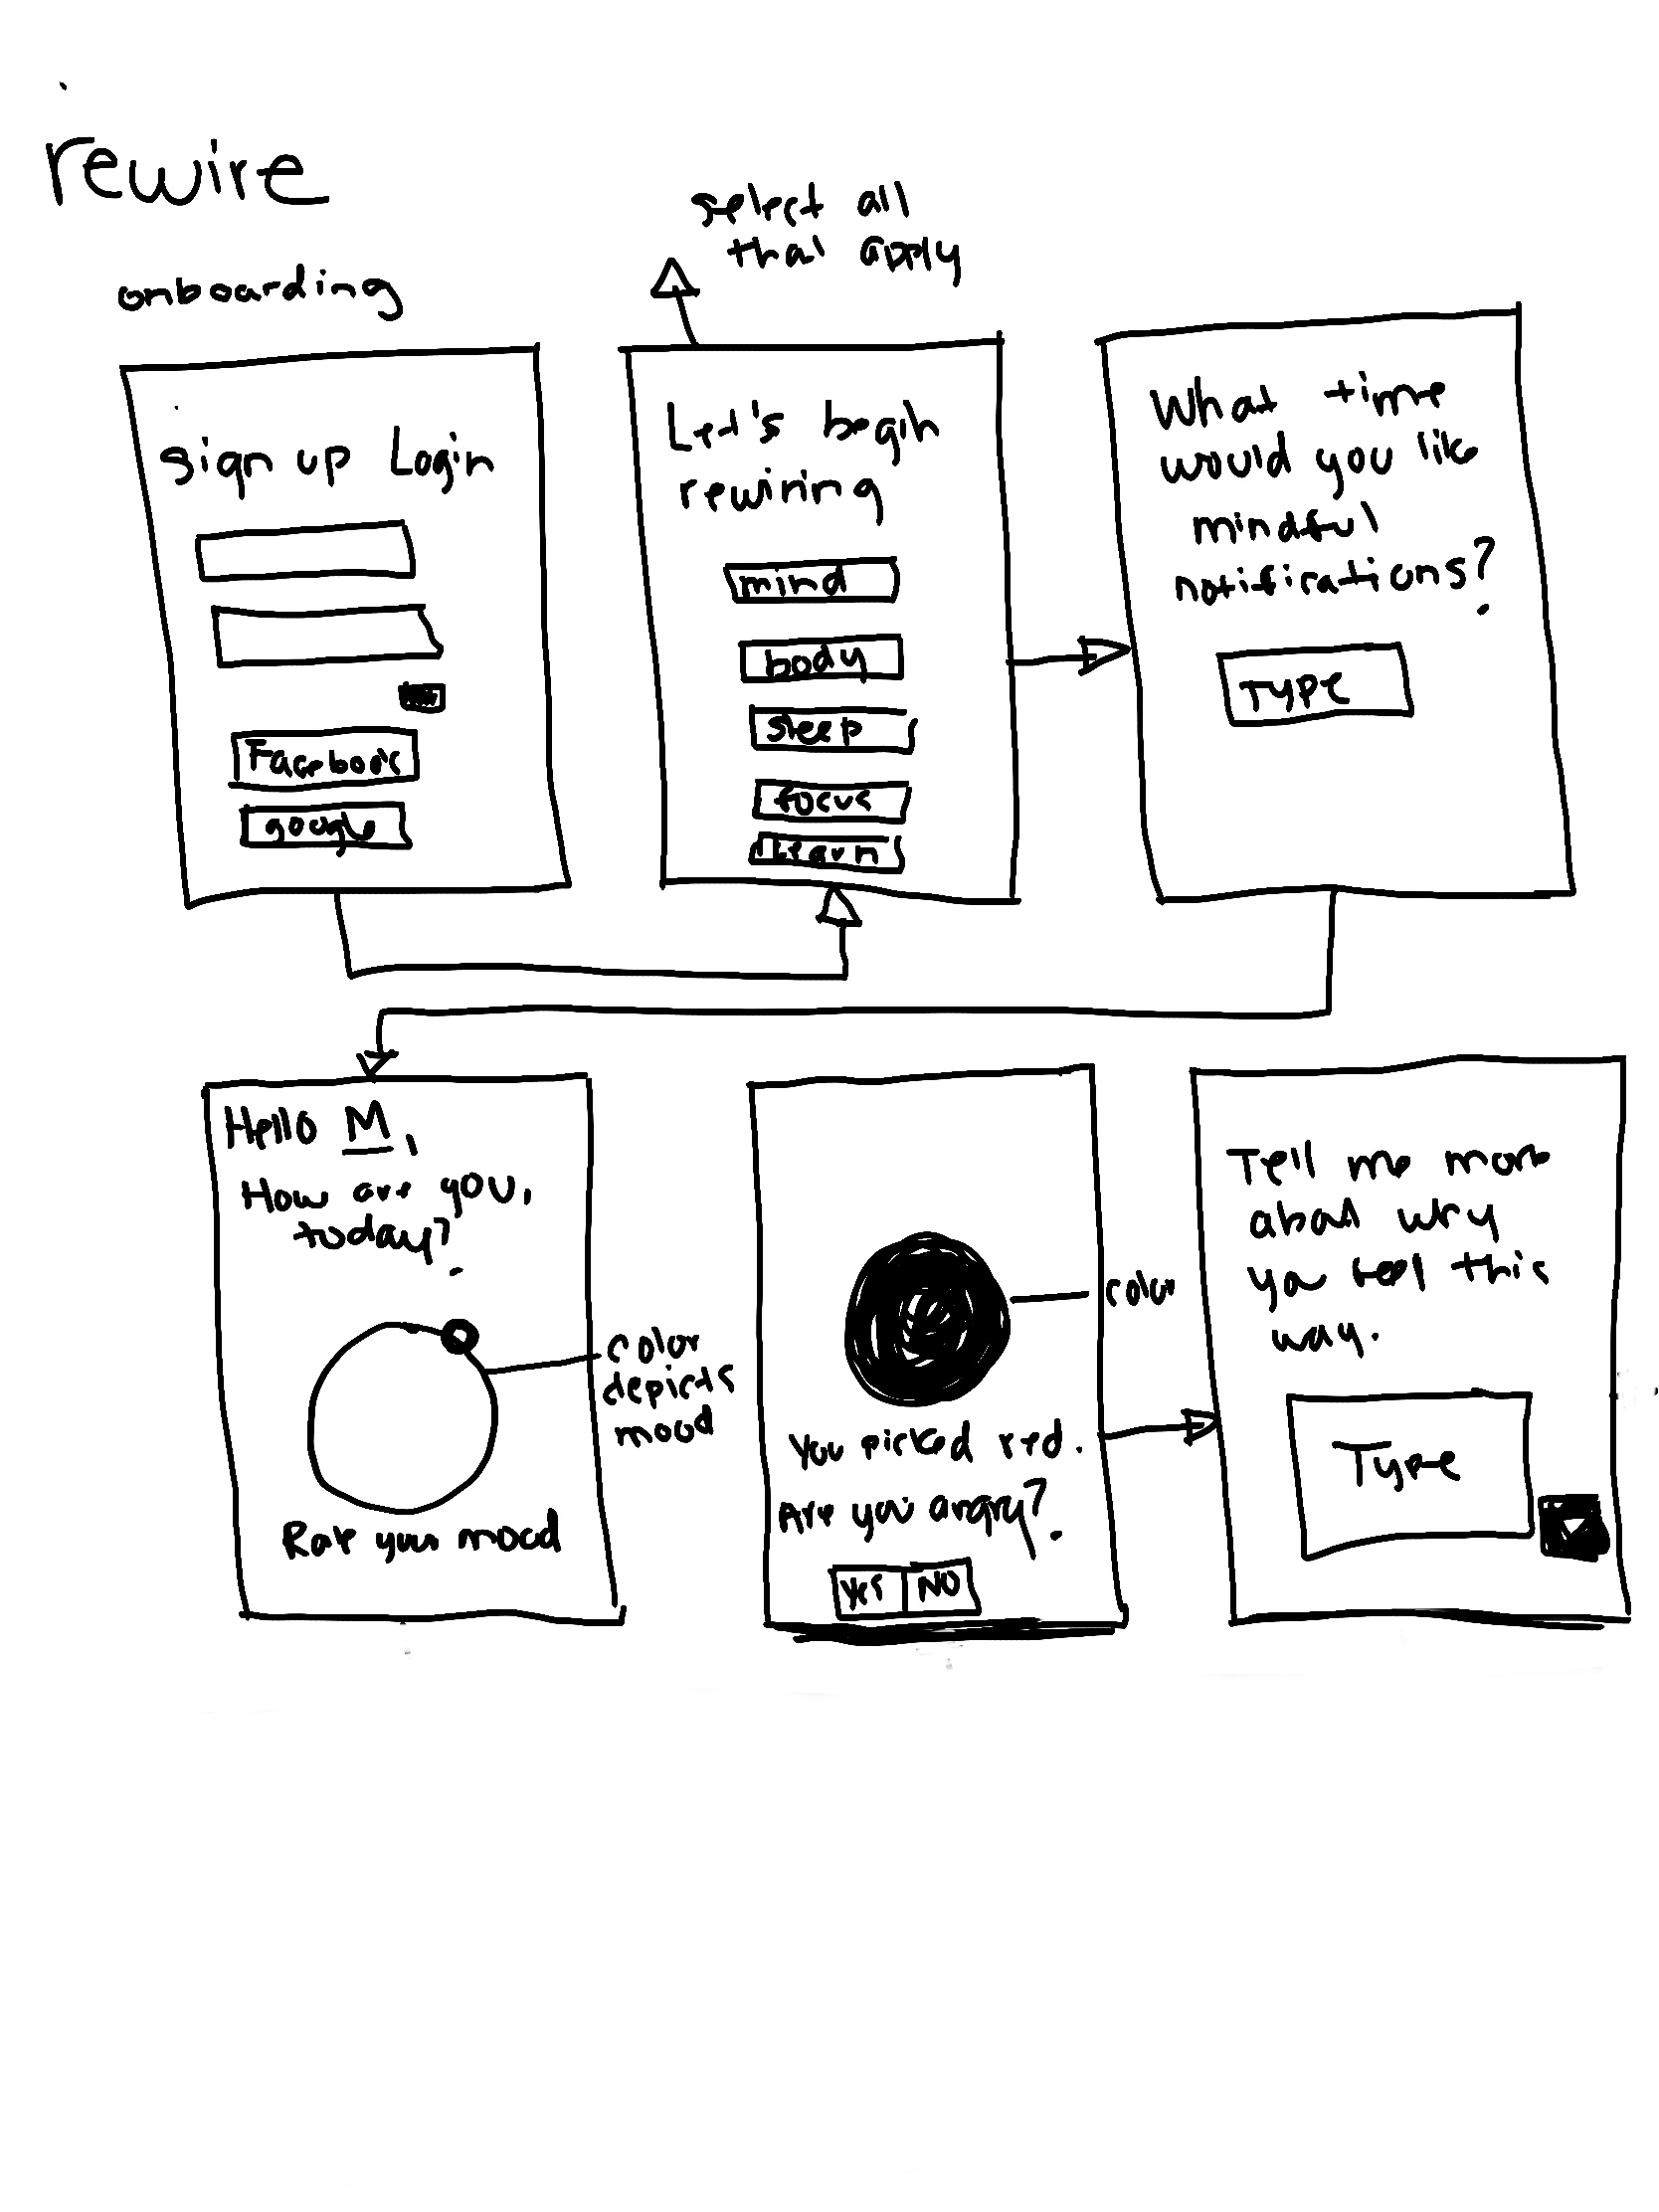 rewire
onboarding
select all
that apply
Sign up Login
Facebook
google
Let's begin
rewiring
mind
body
sleep
focus
learn
What time
would you like
mindful
notifications?
TYPE
Hello M,
How are you,
today?
color
depicts
mood
Rate your mood
color
You picked red.
Are you angry?
Yes NO
Tell me more
about why
you feel this
way.
Type